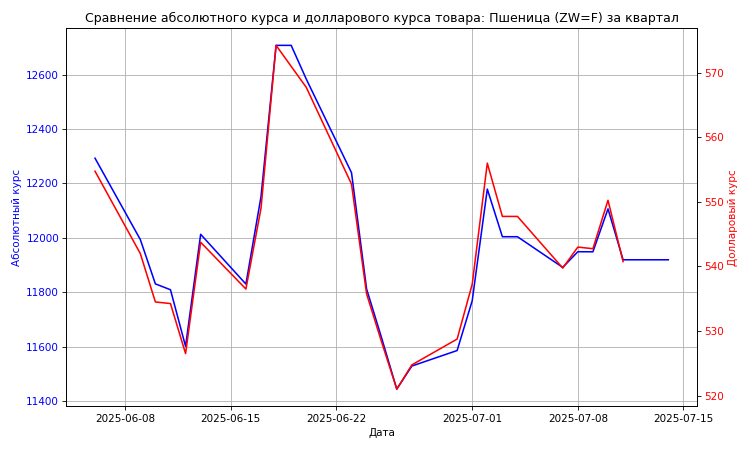 Сравнение абсолютного курса и долларового курса товара: Пшеница (ZW=F) за квартал
12600
12400
12200
12000
11800
11600
11400
Абсолютный курс
570
560
550
540
530
520
Долларовый курс
2025-06-08 2025-06-15 2025-06-22 2025-07-01 2025-07-08 2025-07-15
Дата